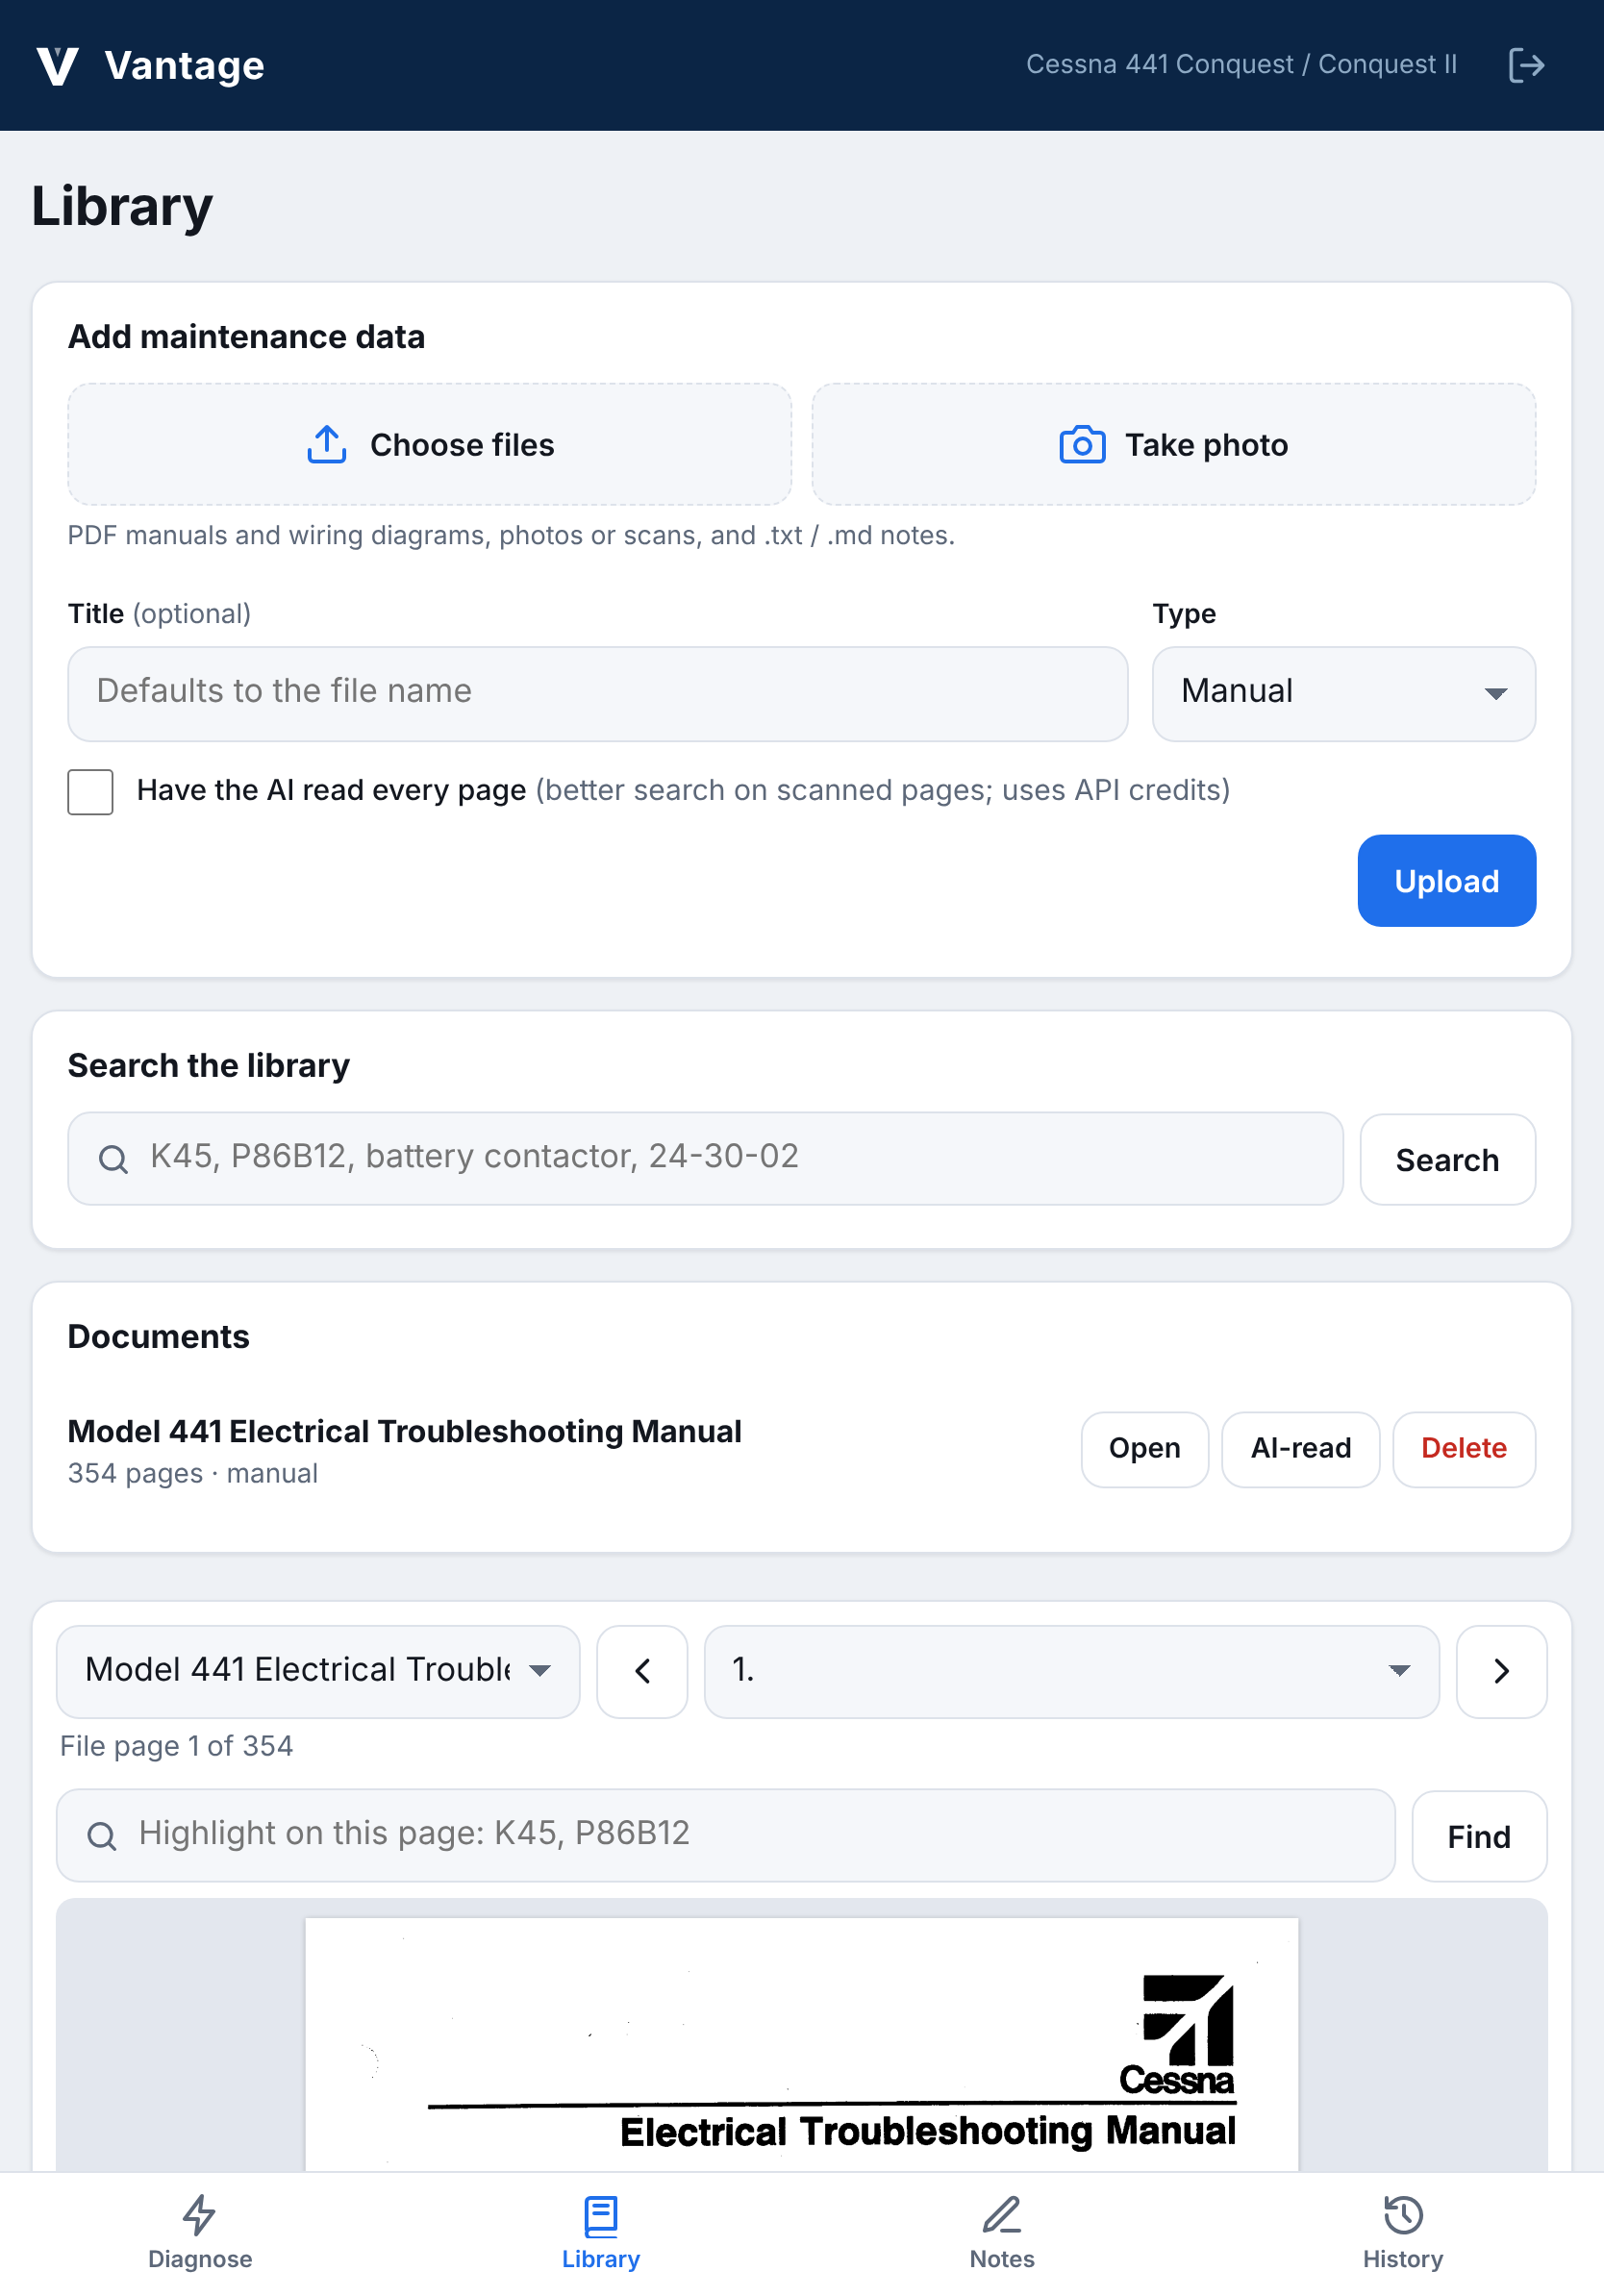 Vantage
Cessna 441 Conquest / Conquest II
Library
Add maintenance data
Choose files
Take photo
PDF manuals and wiring diagrams, photos or scans, and .txt / .md notes.
Title (optional)
Type
Defaults to the file name
Manual
Have the AI read every page (better search on scanned pages; uses API credits)
Upload
Search the library
K45, P86B12, battery contactor, 24-30-02
Search
Documents
Model 441 Electrical Troubleshooting Manual
354 pages · manual
Open
AI-read
Delete
Model 441 Electrical Trouble
1.
File page 1 of 354
Highlight on this page: K45, P86B12
Find
Cessna
Electrical Troubleshooting Manual
Diagnose
Library
Notes
History